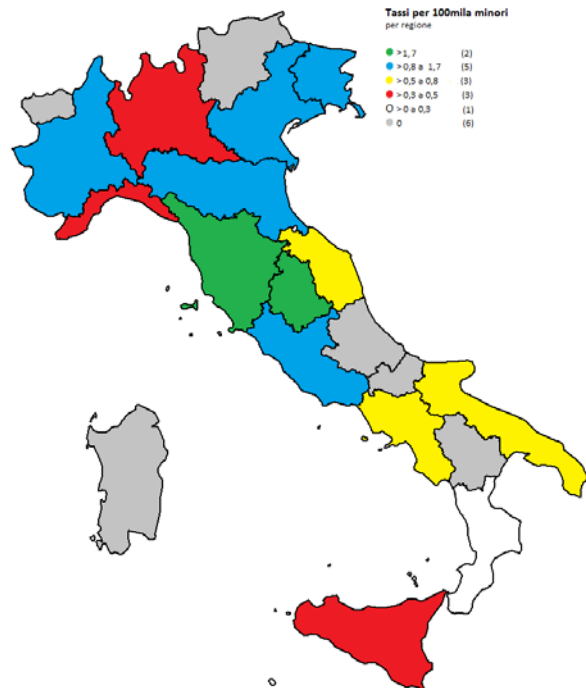 Tassi per 100mila minori
per regione
>1,7 (2)
>0,8 a 1,7 (5)
>0,5 a 0,8 (3)
>0,3 a 0,5 (3)
>0 a 0,3 (1)
0 (6)